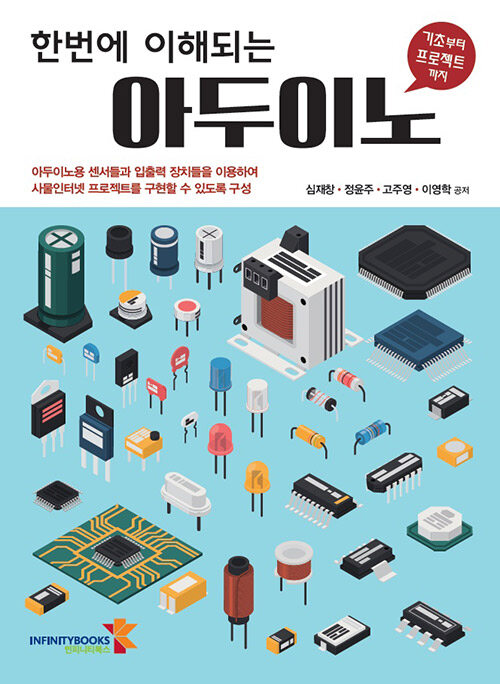 한번에 이해되는
기초부터
프로젝트
까지
아두이노
아두이노용 센서들과 입출력 장치들을 이용하여
사물인터넷 프로젝트를 구현할 수 있도록 구성
심재창 · 정윤주 · 고주영 · 이영학 공저
INFINITYBOOKS
인피니티북스